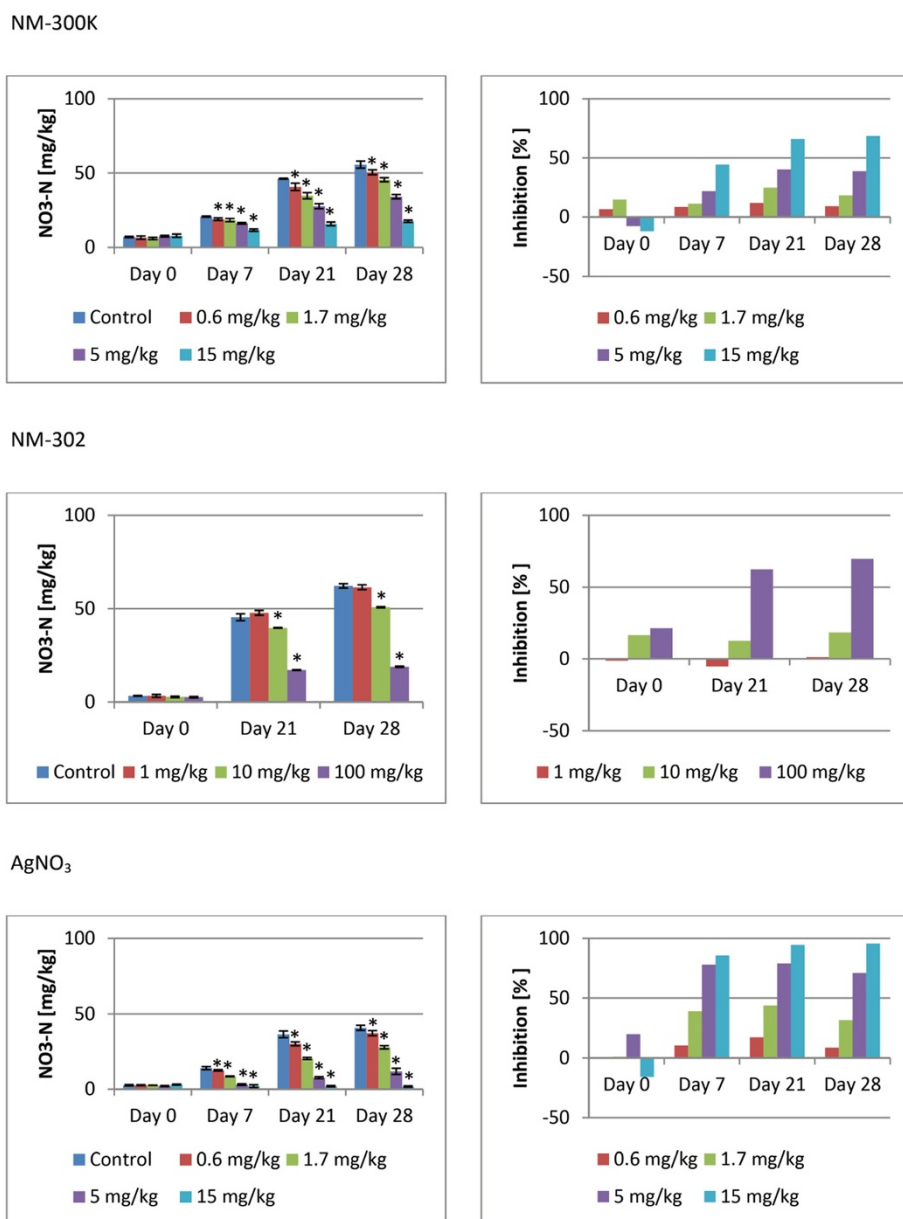 NM-300K
100
50
0
NO3-N [mg/kg]
* * * *
* * * *
* * * *
Day 0 Day 7 Day 21 Day 28
Control 0.6 mg/kg 1.7 mg/kg
5 mg/kg 15 mg/kg
100
50
0
-50
Inhibition [%]
Day 0 Day 7 Day 21 Day 28
0.6 mg/kg 1.7 mg/kg
5 mg/kg 15 mg/kg
NM-302
100
50
0
NO3-N [mg/kg]
* *
* *
Day 0 Day 21 Day 28
Control 1 mg/kg 10 mg/kg 100 mg/kg
100
50
0
-50
Inhibition [% ]
Day 0 Day 21 Day 28
1 mg/kg 10 mg/kg 100 mg/kg
AgNO₃
100
50
0
NO3-N [mg/kg]
* * * *
* * * *
* * * *
Day 0 Day 7 Day 21 Day 28
Control 0.6 mg/kg 1.7 mg/kg
5 mg/kg 15 mg/kg
100
50
0
-50
Inhibition [% ]
Day 0 Day 7 Day 21 Day 28
0.6 mg/kg 1.7 mg/kg
5 mg/kg 15 mg/kg